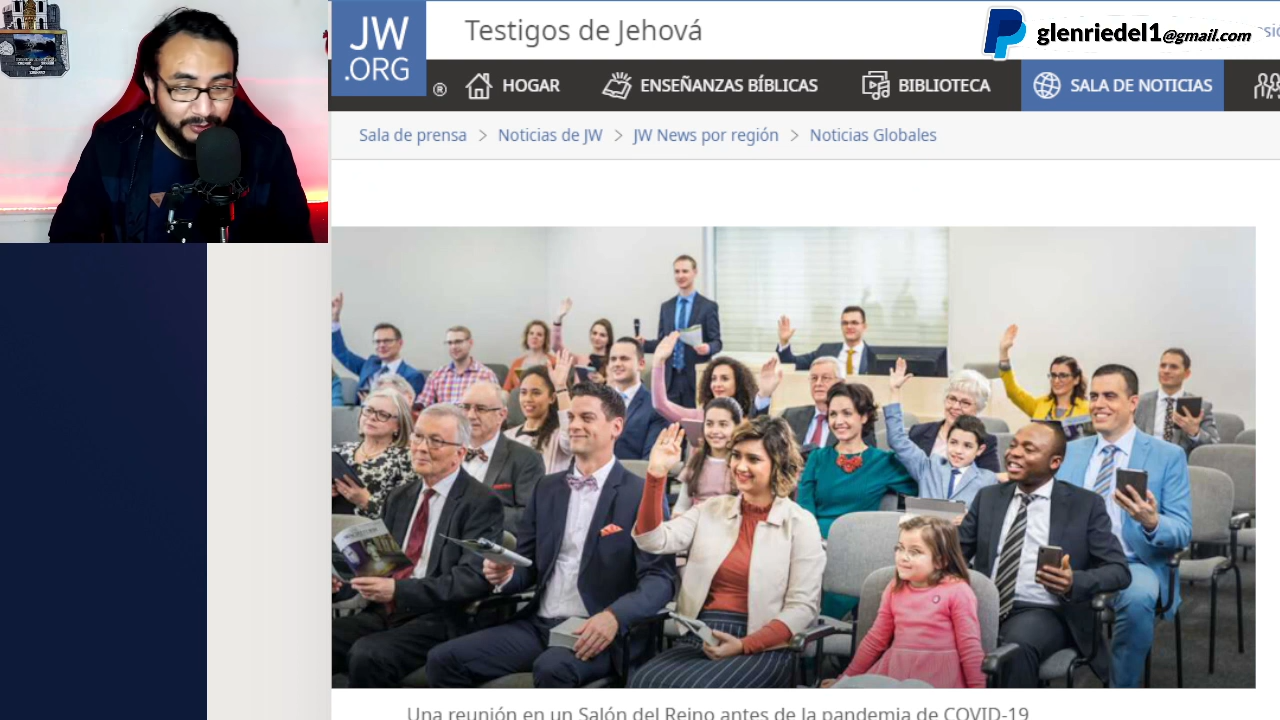 JW
.ORG
®
Testigos de Jehová
glenriedel1@gmail.com
HOGAR
ENSEÑANZAS BÍBLICAS
BIBLIOTECA
SALA DE NOTICIAS
Sala de prensa > Noticias de JW > JW News por región > Noticias Globales
Una reunión en un Salón del Reino antes de la pandemia de COVID-19